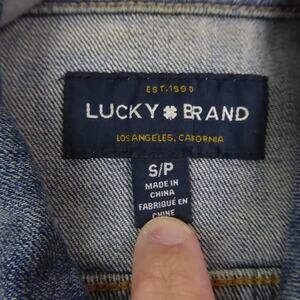 EST. 1990
LUCKY BRAND
LOS ANGELES, CALIFORNIA
S/P
MADE IN
CHINA
FABRIQUÉ EN
CHINE